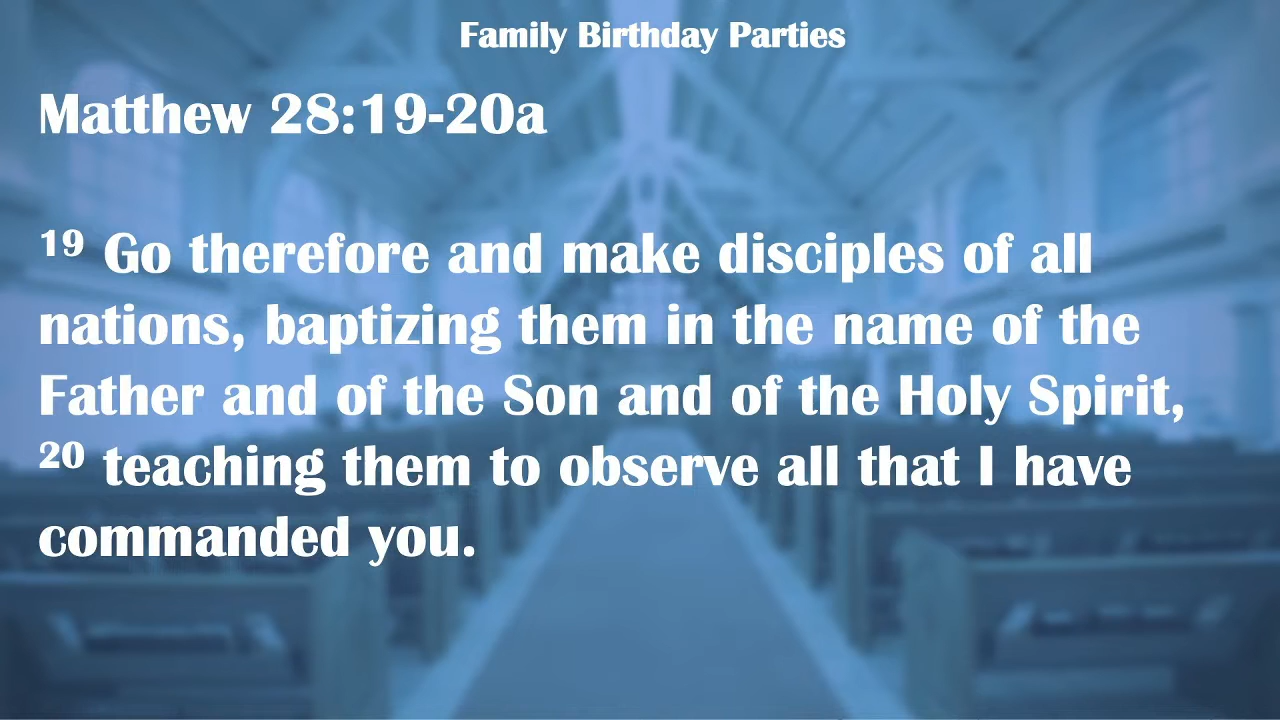 Family Birthday Parties
Matthew 28:19-20a
19 Go therefore and make disciples of all
nations, baptizing them in the name of the
Father and of the Son and of the Holy Spirit,
20 teaching them to observe all that I have
commanded you.